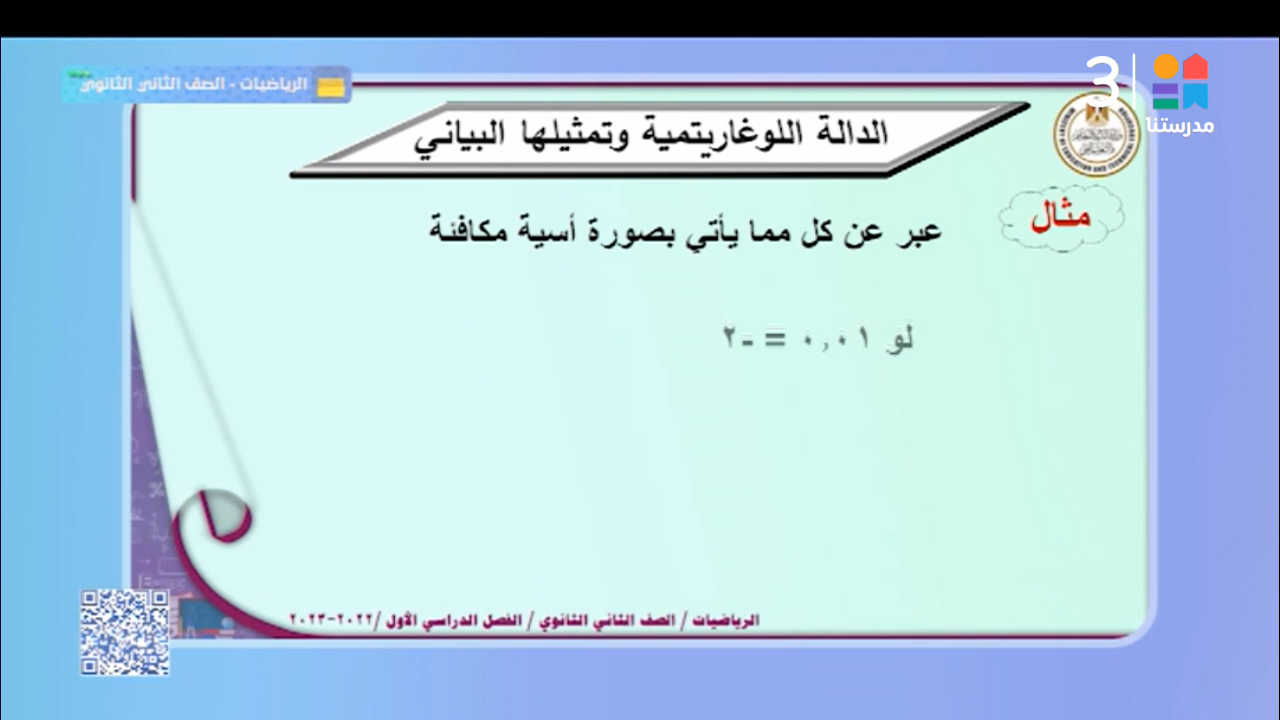 الرياضيات - الصف الثاني الثانوي
3
مدرستنا
الدالة اللوغاريتمية وتمثيلها البياني
مثال
عبر عن كل مما يأتي بصورة أسية مكافئة
لو ٠,٠١ = -٢
الرياضيات / الصف الثاني الثانوي / الفصل الدراسي الأول /٢٠٢٢-٢٠٢٣